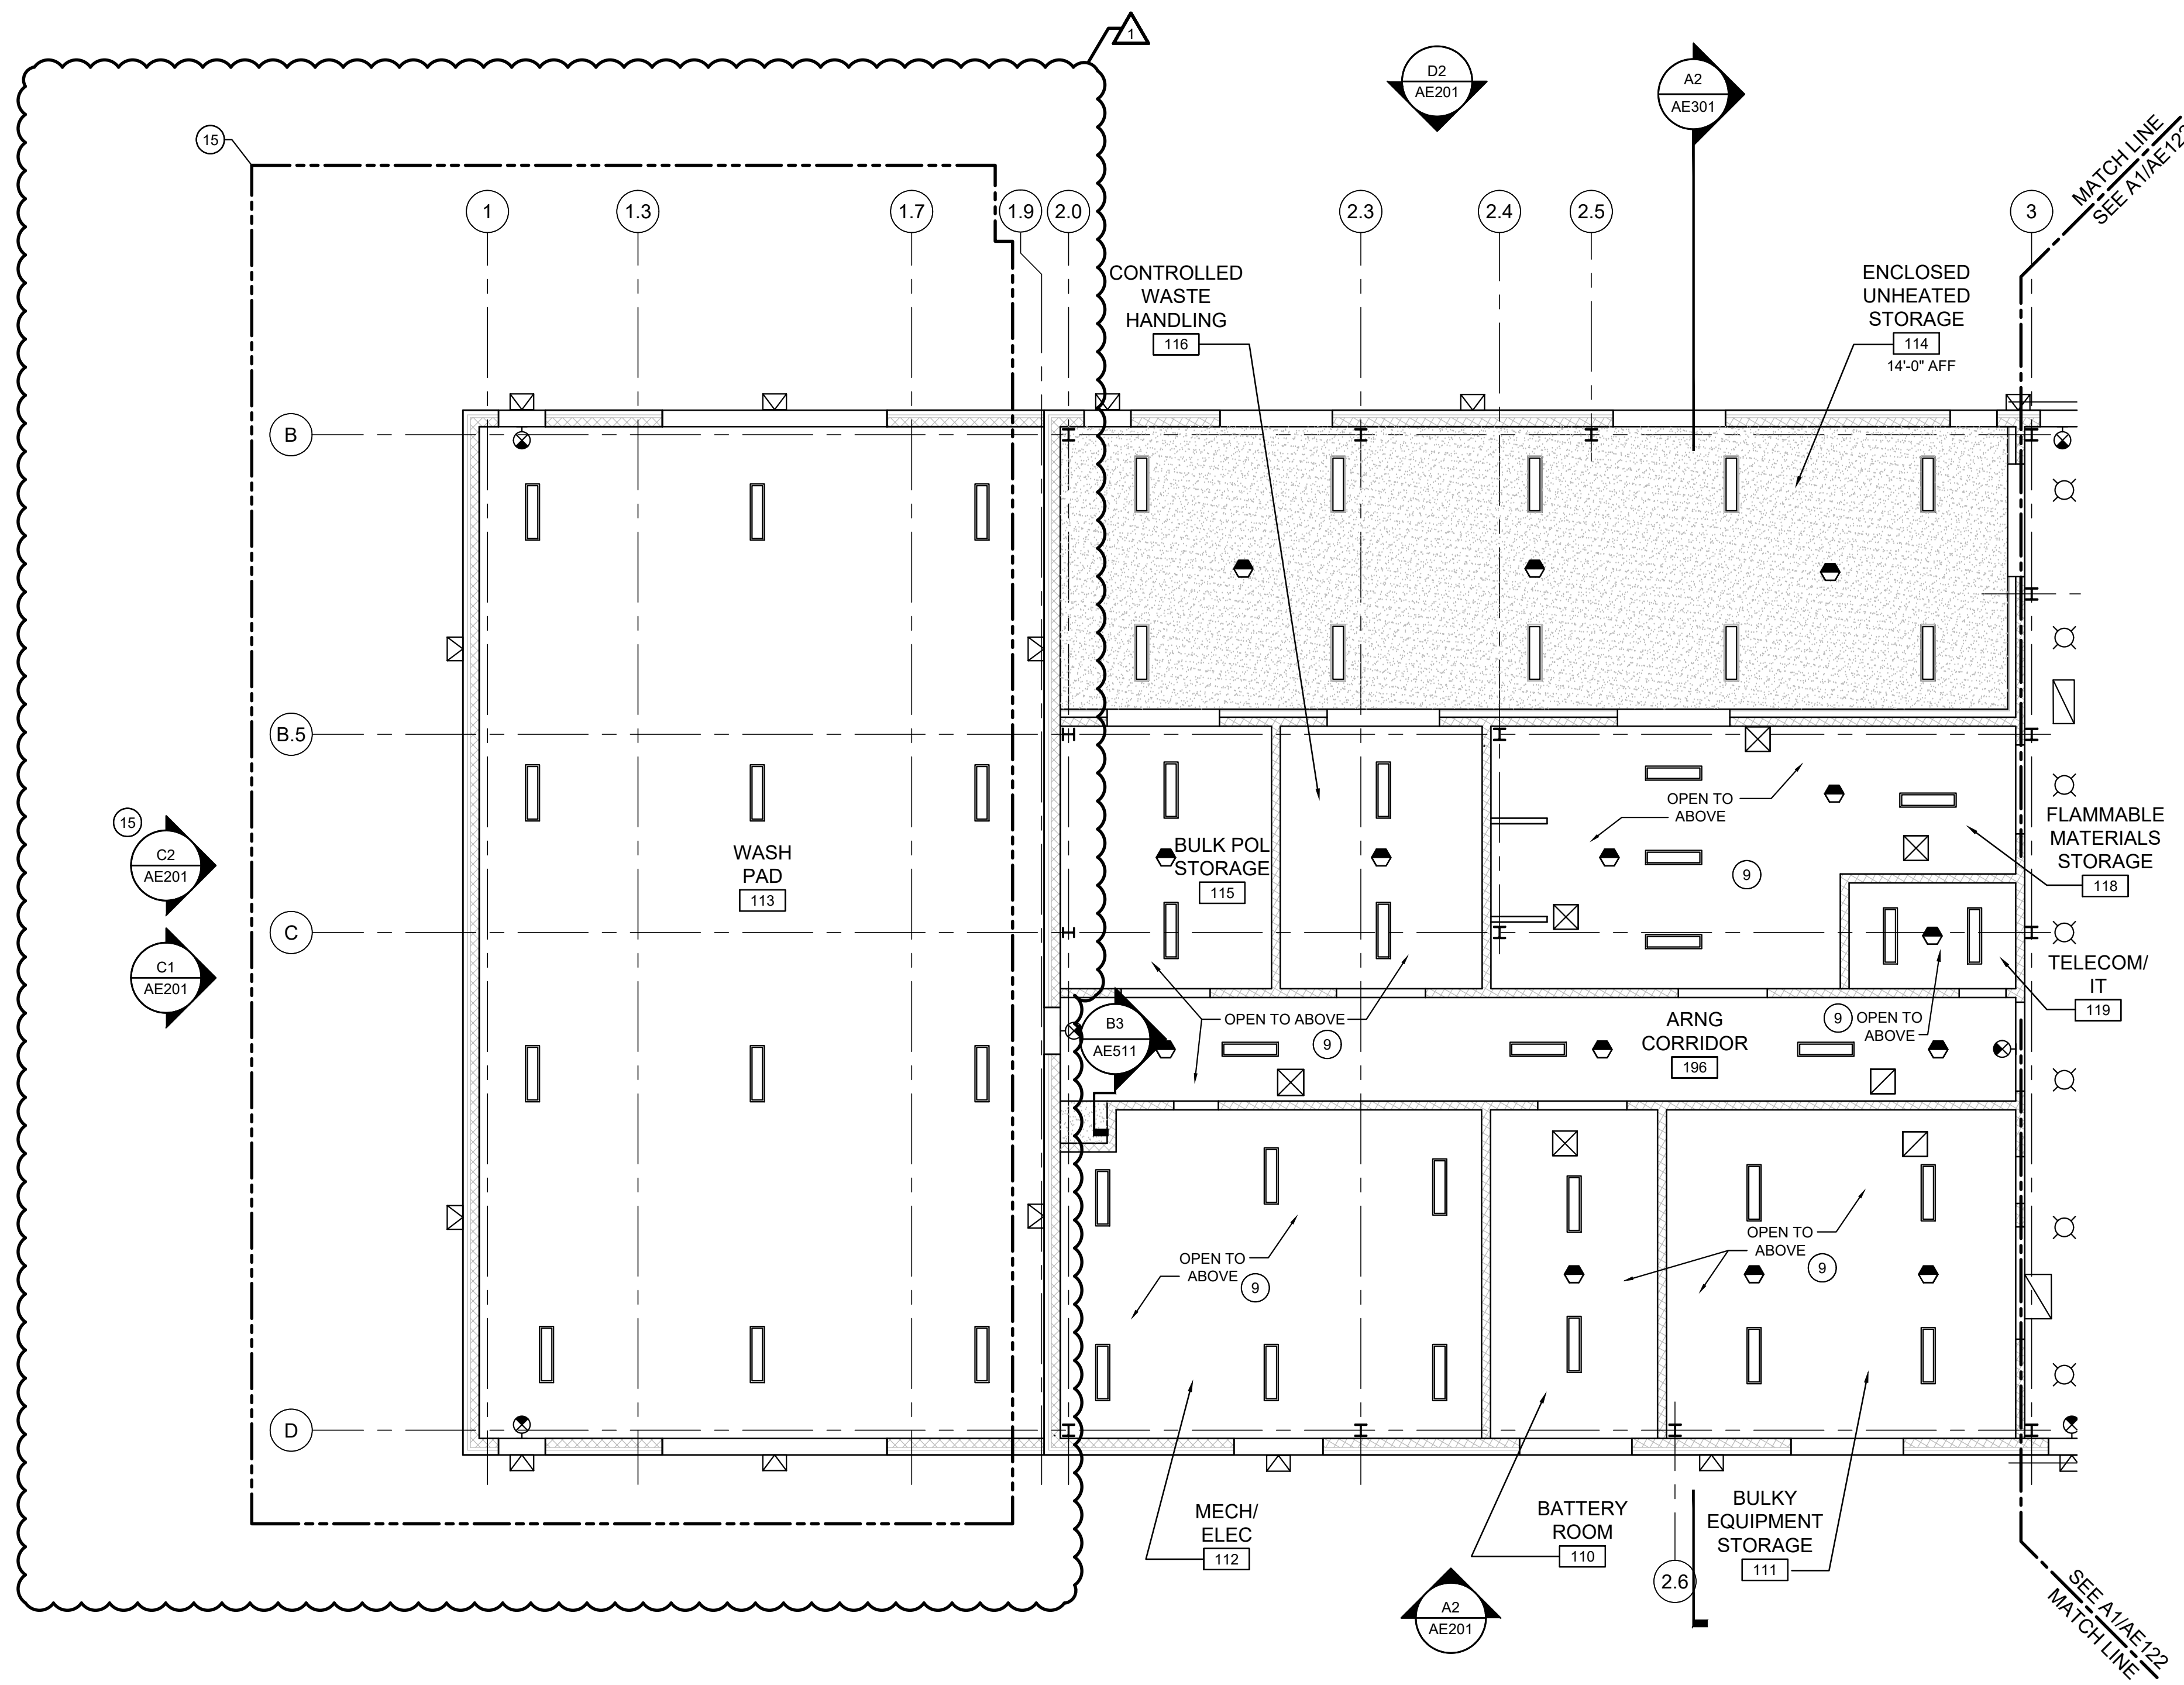 1
D2
AE201
A2
AE301
MATCH LINE
15
1
1.3
1.7
1.9
2.0
2.3
2.4
2.5
3
CONTROLLED
WASTE
HANDLING
116
ENCLOSED
UNHEATED
STORAGE
114
14'-0" AFF
B
B.5
C
D
15
C2
AE201
C1
AE201
WASH
PAD
113
BULK POL
STORAGE
115
OPEN TO
ABOVE
9
FLAMMABLE
MATERIALS
STORAGE
118
TELECOM/
IT
119
B3
AE511
OPEN TO ABOVE
9
ARNG
CORRIDOR
196
9
OPEN TO
ABOVE
OPEN TO
ABOVE
9
OPEN TO
ABOVE
9
MECH/
ELEC
112
BATTERY
ROOM
110
BULKY
EQUIPMENT
STORAGE
111
2.6
A2
AE201
SEE A1/AE122
MATCH LINE